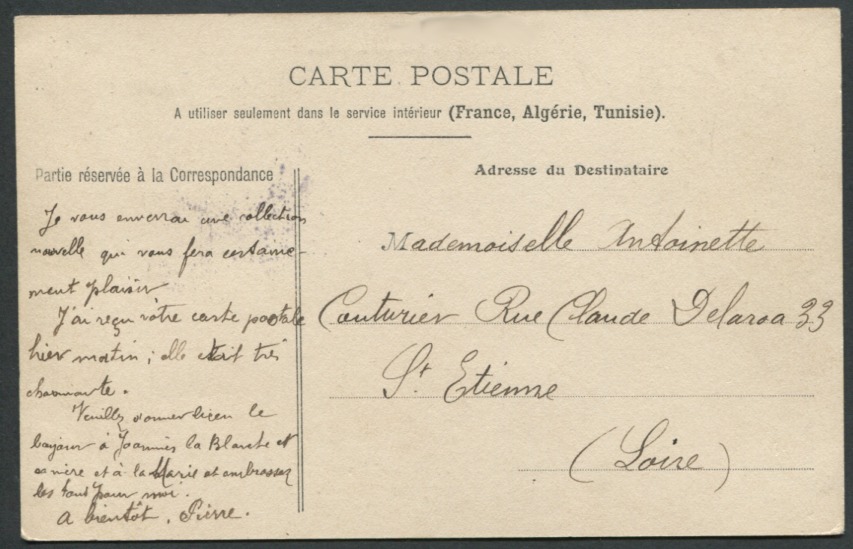 CARTE POSTALE
A utiliser seulement dans le service intérieur (France, Algérie, Tunisie).
Partie réservée à la Correspondance
Je vous enverrai une collection
nouvelle qui vous fera certaine-
ment plaisir
J'ai reçu vôtre carte postale
hier matin ; elle était très
charmante.
Veuillez donner bien le
bonjour à Joannies la Blanche et
sa mère et à la Marie et embrassez
les tous pour moi.
A bientôt. Pierre.
Adresse du Destinataire
Mademoiselle Antoinette
Couturier Rue Claude Delaroa 33
St Etienne
(Loire)